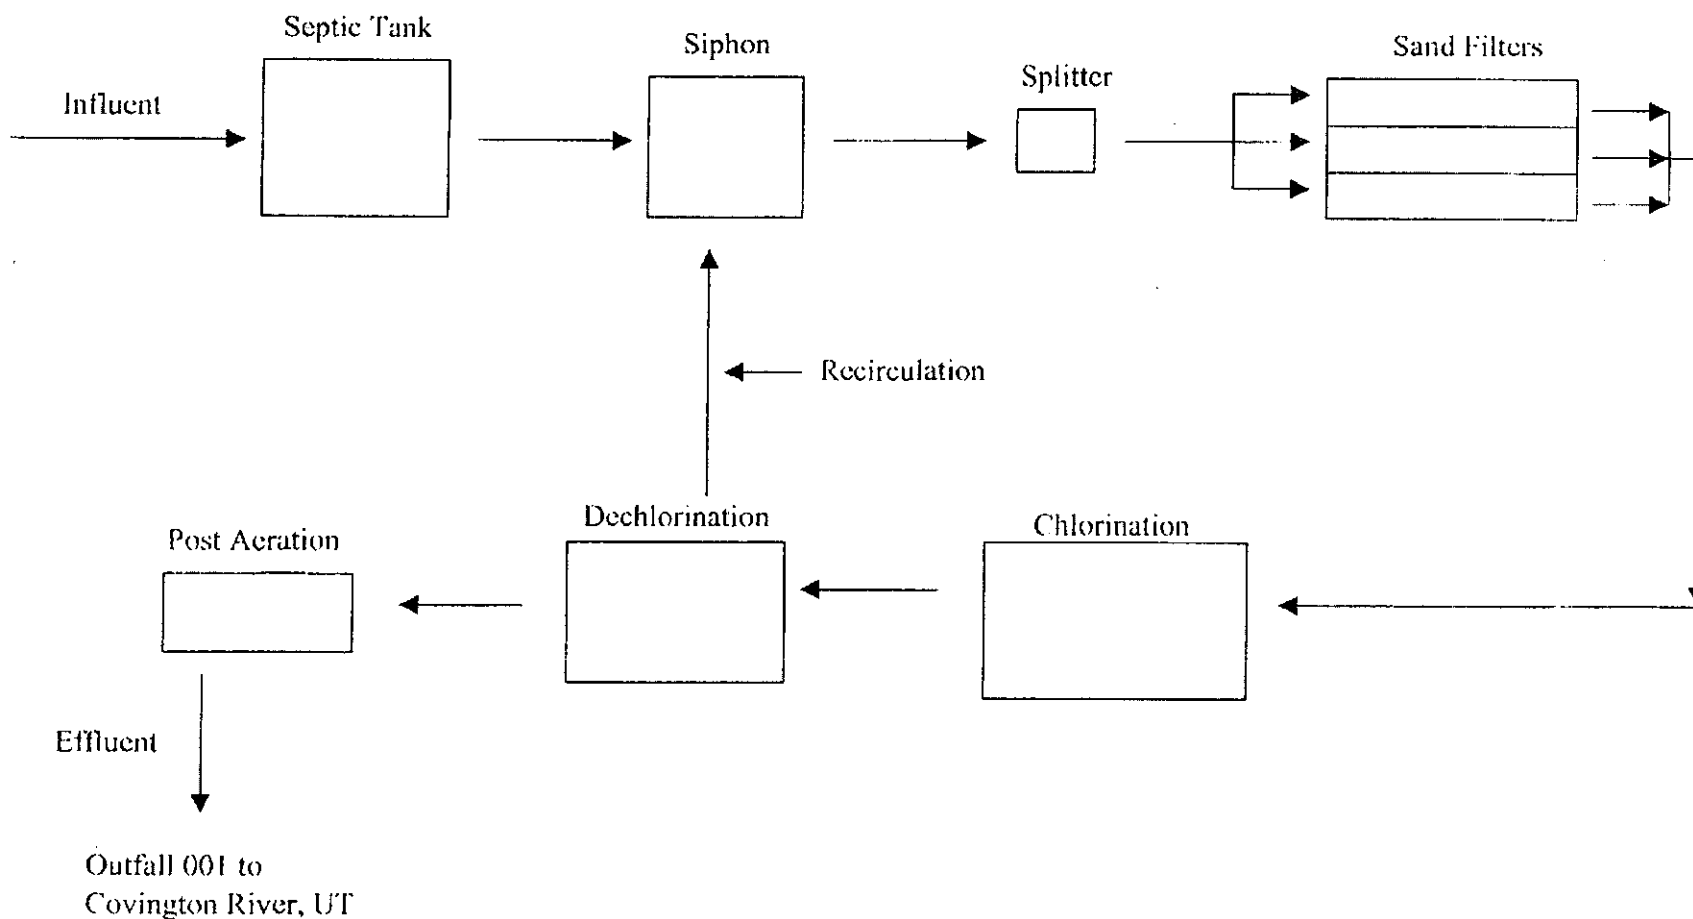 Septic Tank
Siphon
Sand Filters
Splitter
Influent
Recirculation
Dechlorination
Chlorination
Post Aeration
Effluent
Outfall 001 to
Covington River, UT